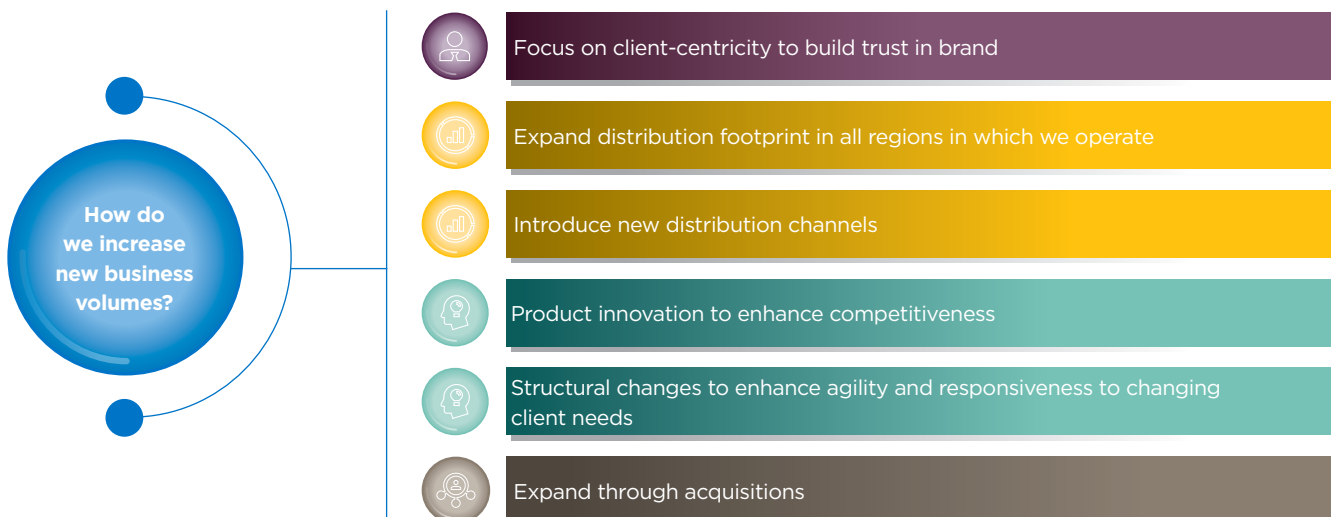 How do
we increase
new business
volumes?
Focus on client-centricity to build trust in brand
Expand distribution footprint in all regions in which we operate
Introduce new distribution channels
Product innovation to enhance competitiveness
Structural changes to enhance agility and responsiveness to changing
client needs
Expand through acquisitions